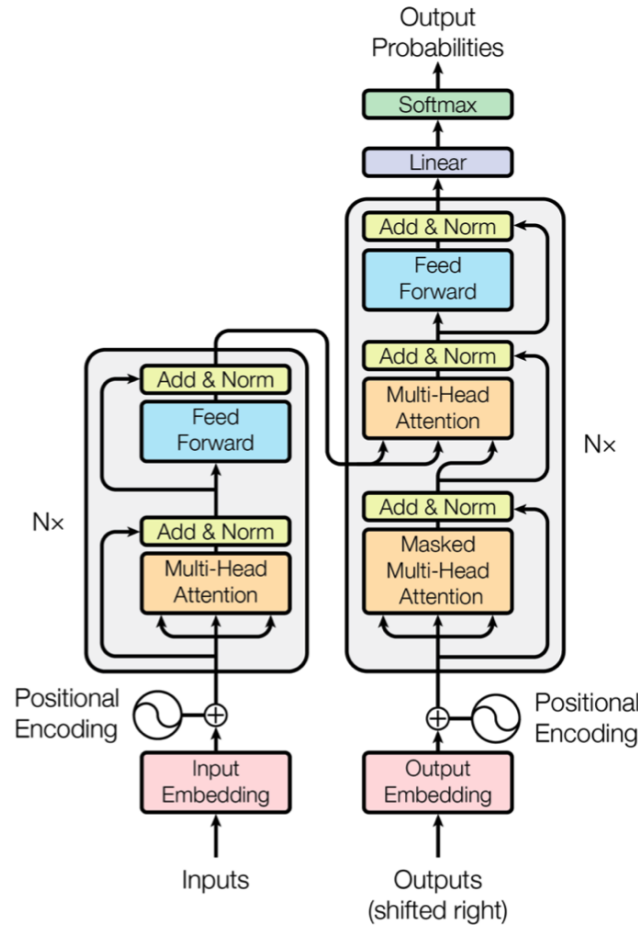 Output
Probabilities
Softmax
Linear
Add & Norm
Feed
Forward
Add & Norm
Multi-Head
Attention
Add & Norm
Masked
Multi-Head
Attention
Nx
Add & Norm
Feed
Forward
Add & Norm
Multi-Head
Attention
N×
Positional
Encoding
Positional
Encoding
Input
Embedding
Output
Embedding
Inputs
Outputs
(shifted right)